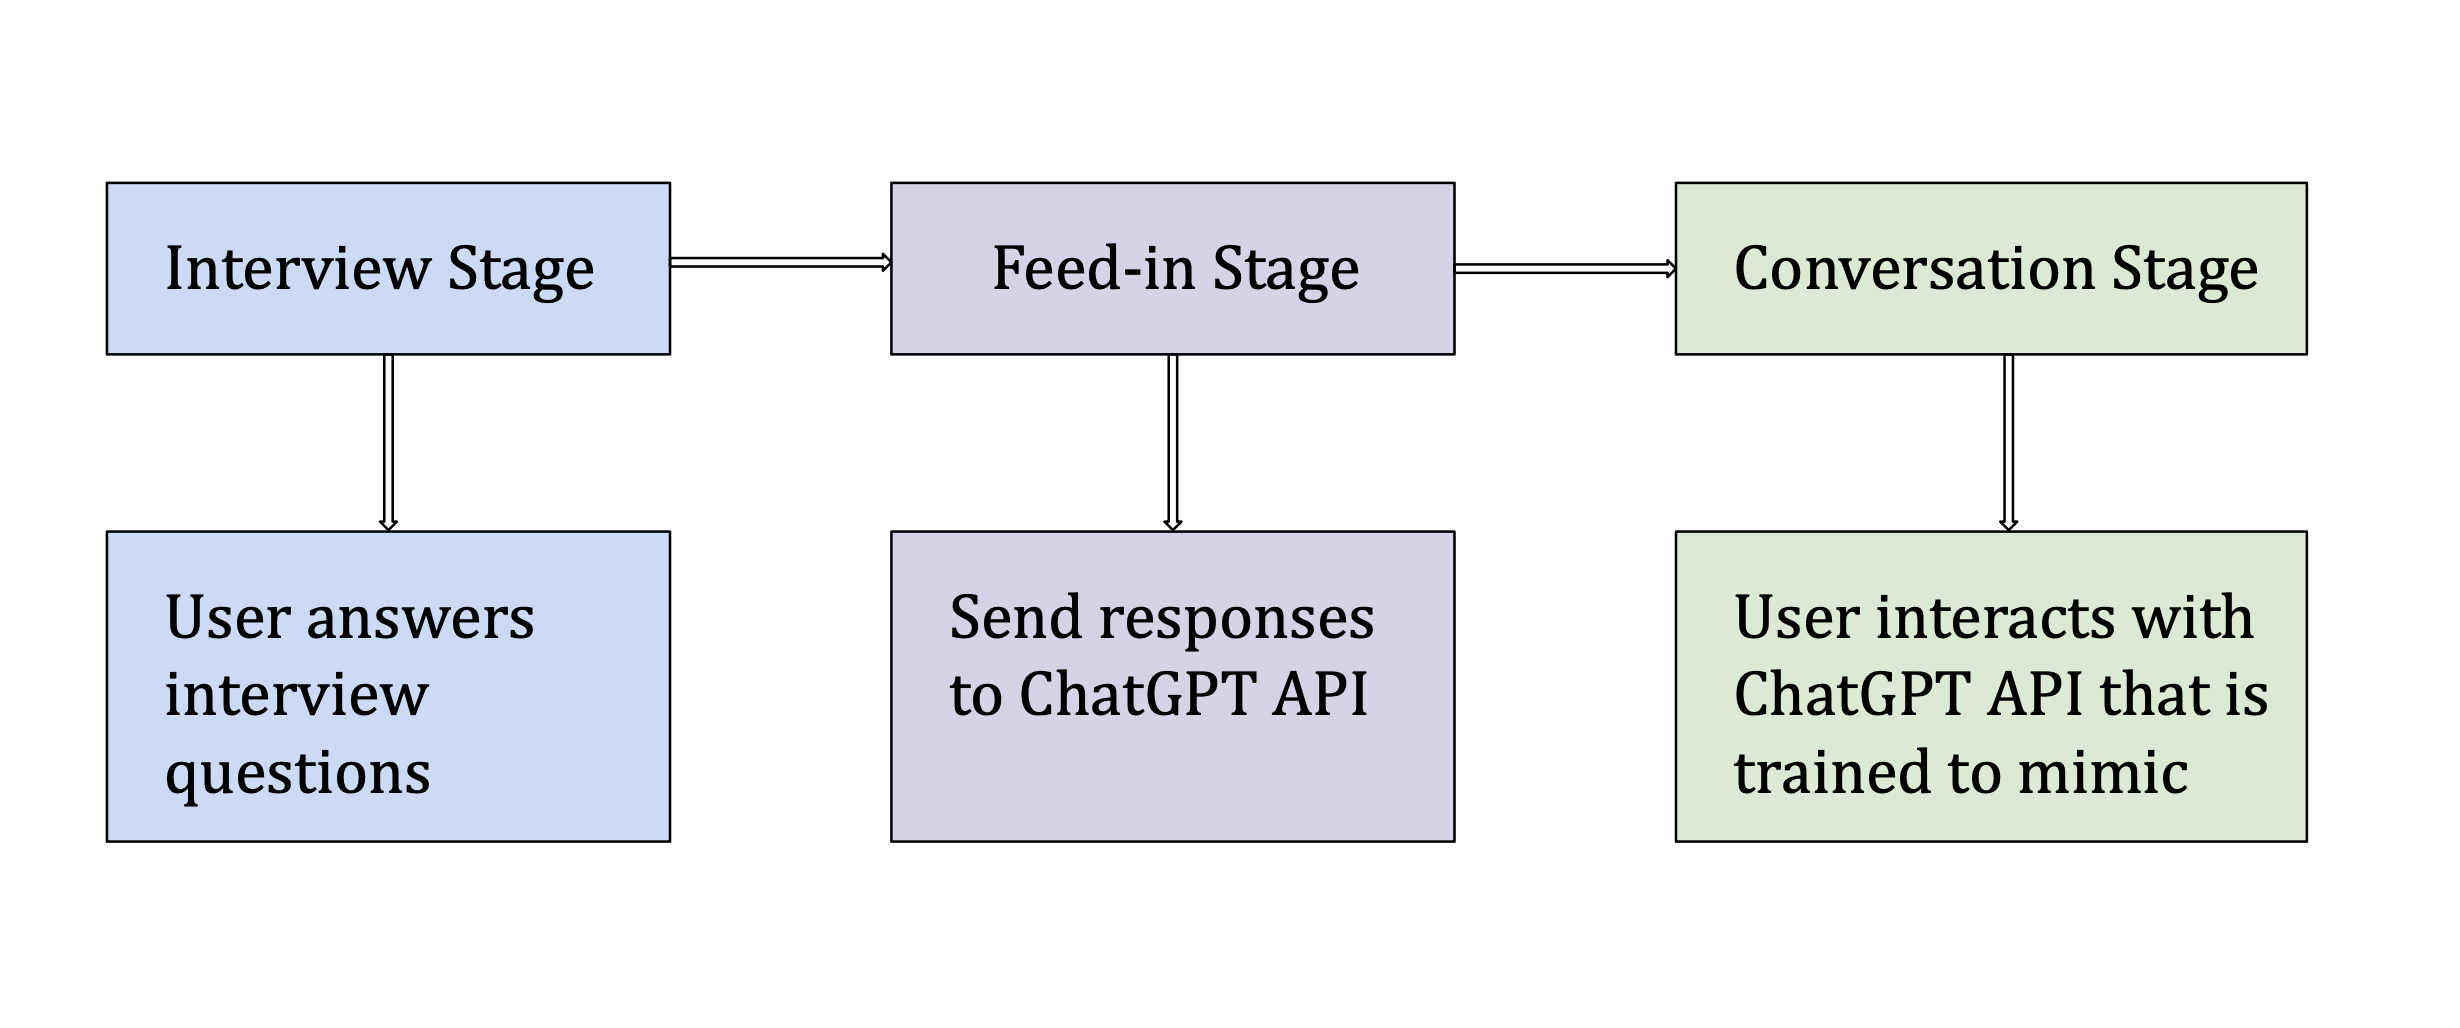 Interview Stage
Feed-in Stage
Conversation Stage
User answers
interview
questions
Send responses
to ChatGPT API
User interacts with
ChatGPT API that is
trained to mimic